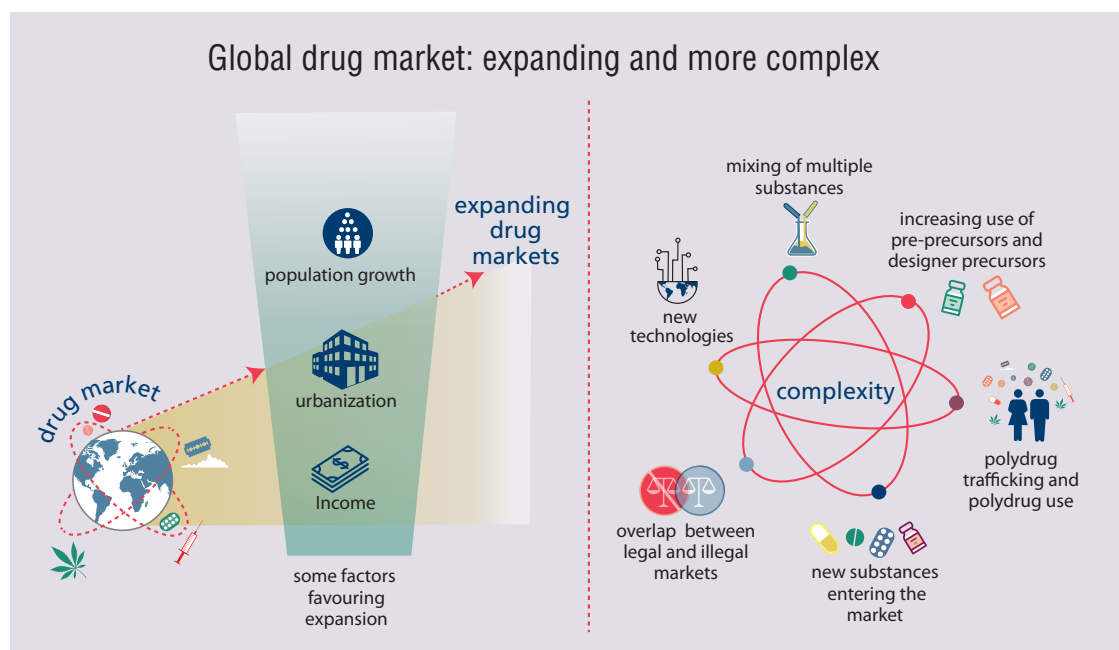 Global drug market: expanding and more complex
drug market
population growth
urbanization
Income
some factors
favouring
expansion
expanding
drug
markets
mixing of multiple
substances
increasing use of
pre-precursors and
designer precursors
new
technologies
complexity
polydrug
trafficking and
polydrug use
overlap between
legal and illegal
markets
new substances
entering the
market